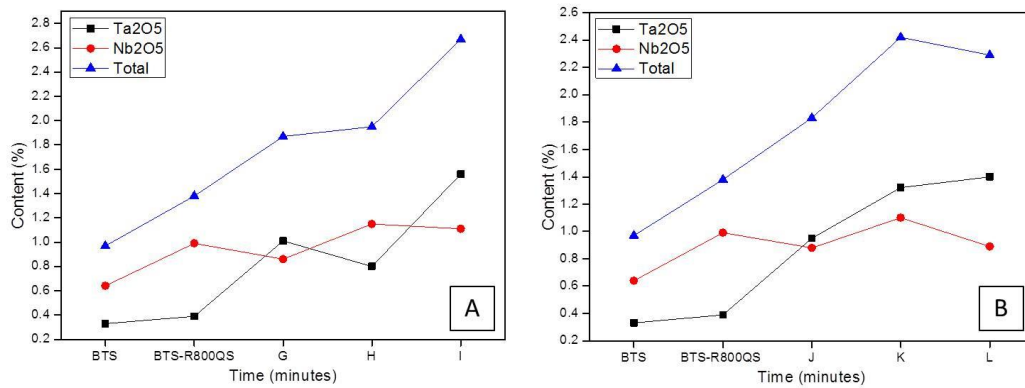 2.8
2.6
2.4
2.2
2.0
1.8
1.6
1.4
1.2
1.0
0.8
0.6
0.4
0.2
Content (%)
Ta2O5
Nb2O5
Total
A
BTS BTS-R800QS G H I
Time (minutes)
2.6
2.4
2.2
2.0
1.8
1.6
1.4
1.2
1.0
0.8
0.6
0.4
0.2
Content (%)
Ta2O5
Nb2O5
Total
B
BTS BTS-R800QS J K L
Time (minutes)